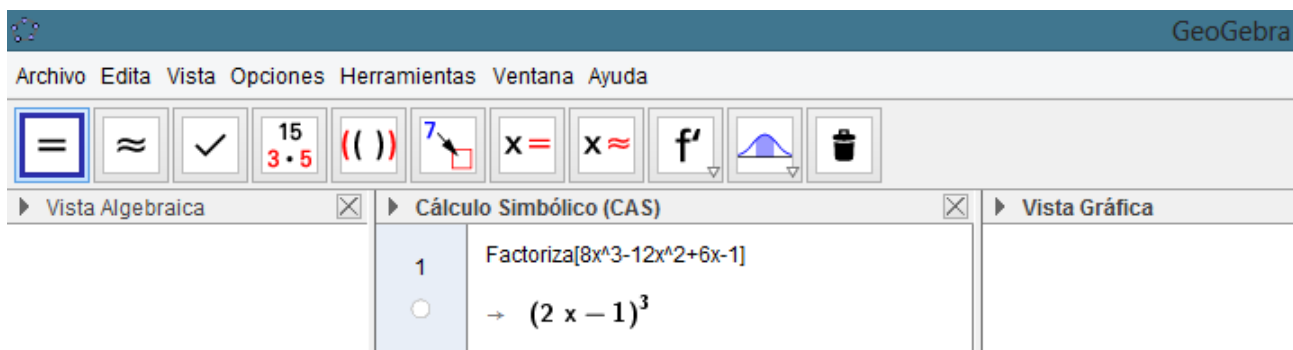 GeoGebra
Archivo Edita Vista Opciones Herramientas Ventana Ayuda
= ≈ ✓ 15 3 · 5 (( )) 7 x = x ≈ f'
Vista Algebraica
Cálculo Simbólico (CAS)
Vista Gráfica
1
Factoriza[8x^3-12x^2+6x-1]
→ (2 x – 1)³